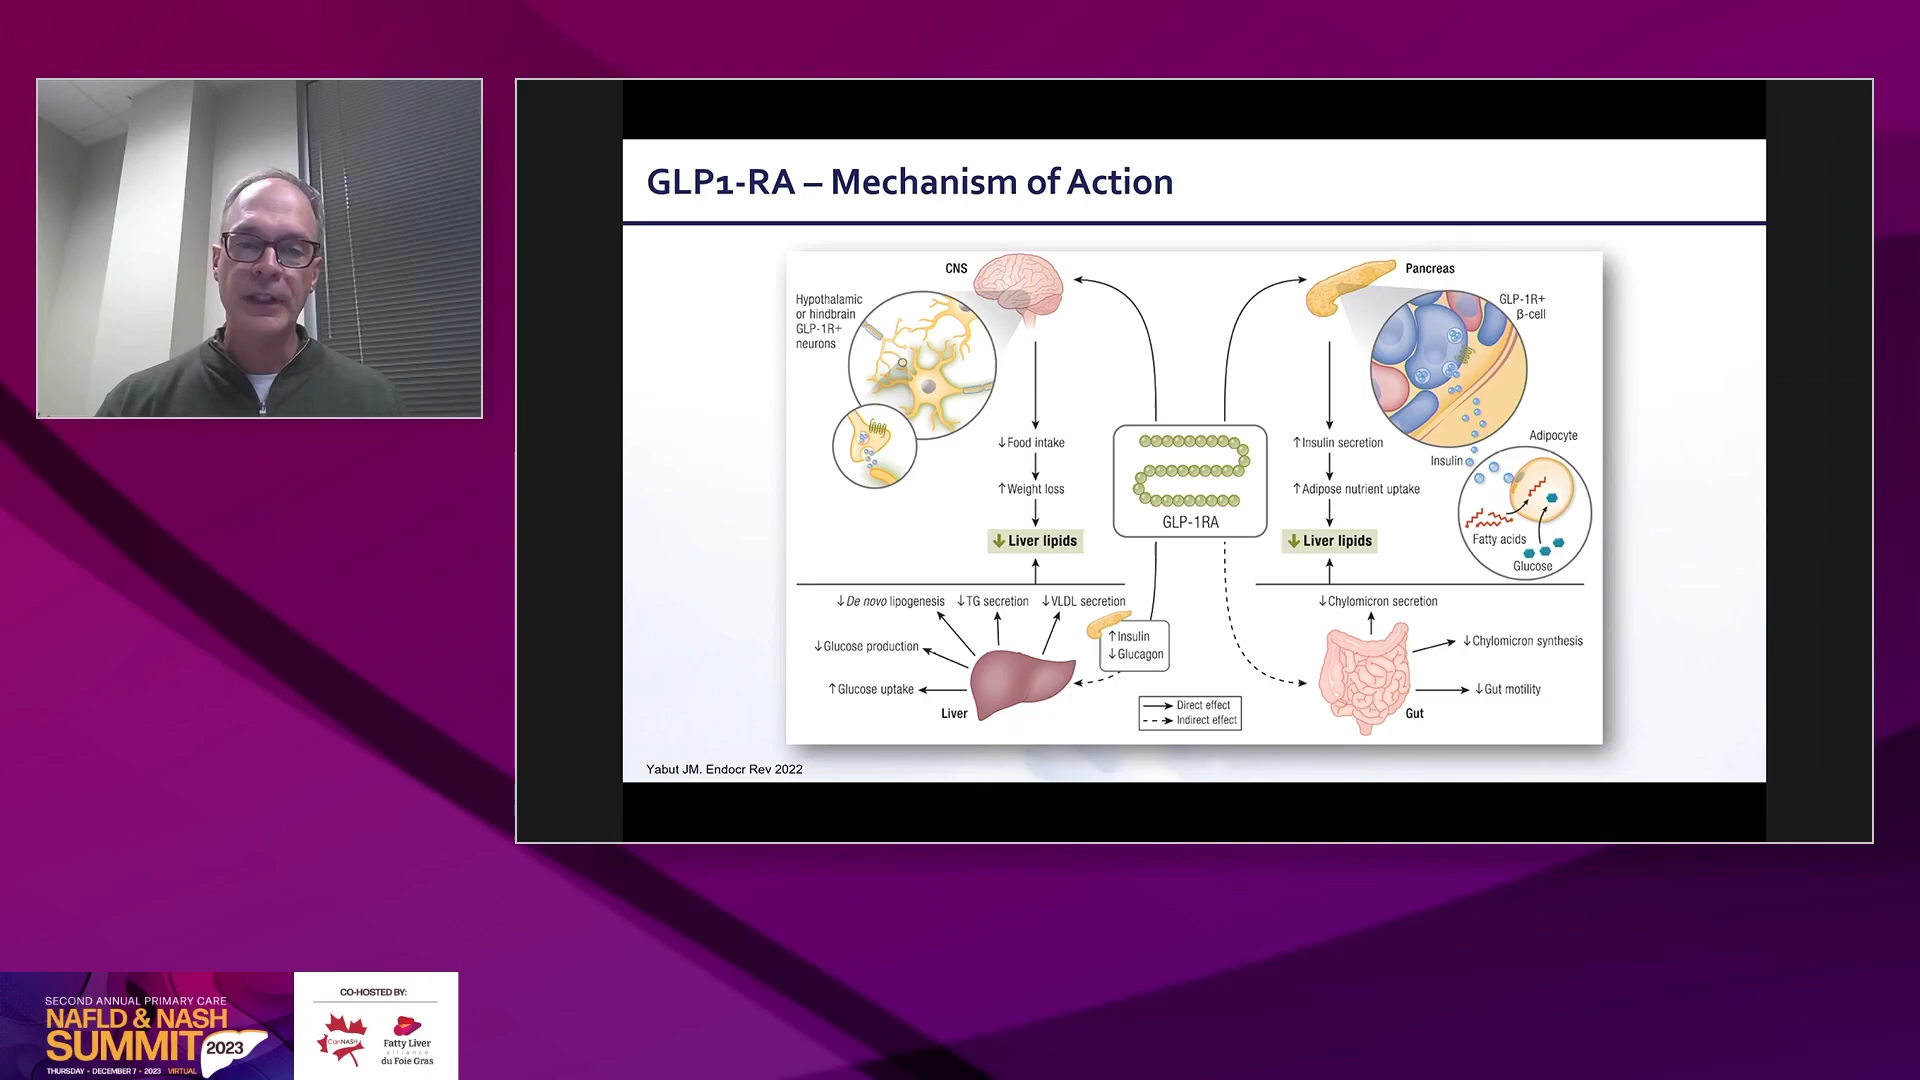 GLP1-RA – Mechanism of Action
CNS
Hypothalamic
or hindbrain
GLP-1R+
neurons
↓Food intake
↑Weight loss
↓ Liver lipids
GLP-1RA
Pancreas
GLP-1R+
β-cell
↑Insulin secretion
↑Adipose nutrient uptake
↓ Liver lipids
Insulin
Adipocyte
Fatty acids
Glucose
↓De novo lipogenesis
↓TG secretion
↓VLDL secretion
↓Glucose production
↑Glucose uptake
Liver
↑Insulin
↓Glucagon
Direct effect
Indirect effect
↓Chylomicron secretion
↓Chylomicron synthesis
↓Gut motility
Gut
Yabut JM. Endocr Rev 2022
SECOND ANNUAL PRIMARY CARE
NAFLD & NASH
SUMMIT 2023
THURSDAY • DECEMBER 7 • 2023 VIRTUAL
CO-HOSTED BY:
CanNASH
Fatty Liver
alliance
du Foie Gras